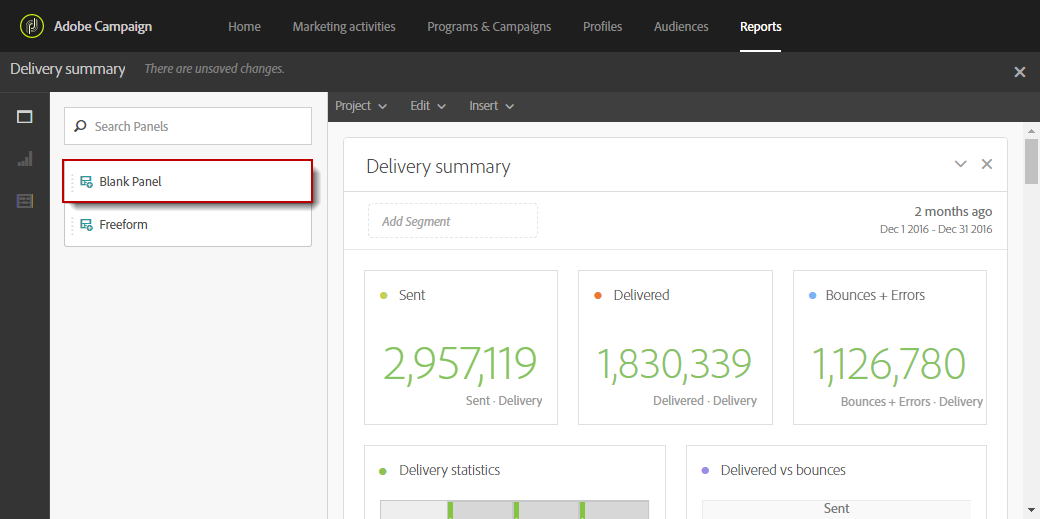 Adobe Campaign Home Marketing activities Programs & Campaigns Profiles Audiences Reports
Delivery summary There are unsaved changes.
Project Edit Insert
Search Panels
Blank Panel
Freeform
Delivery summary
Add Segment
2 months ago
Dec 1 2016 - Dec 31 2016
Sent
2,957,119
Sent · Delivery
Delivered
1,830,339
Delivered · Delivery
Bounces + Errors
1,126,780
Bounces + Errors · Delivery
Delivery statistics
Delivered vs bounces
Sent